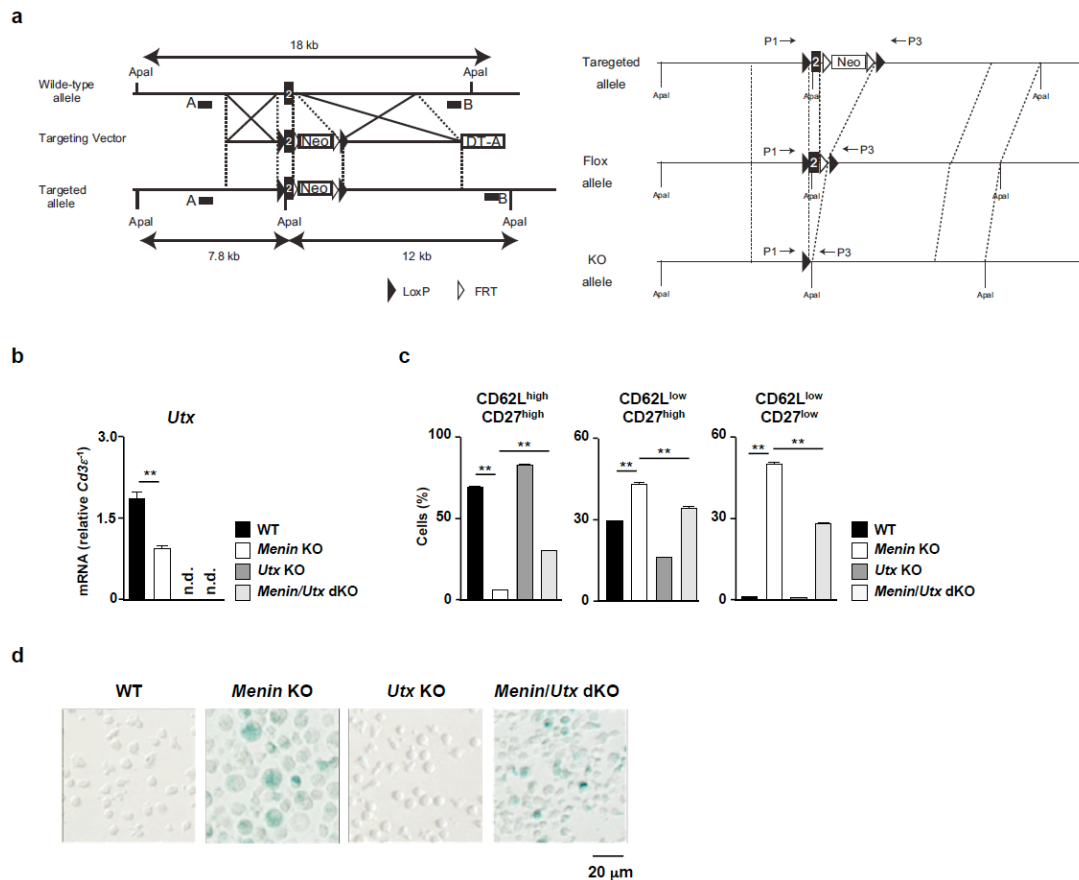 a
18 kb
ApaI
ApaI
Wilde-type
allele
2
A
B
Targeting Vector
2
Neo
DT-A
Targeted
allele
2
Neo
A
B
ApaI
ApaI
ApaI
7.8 kb
12 kb
LoxP
FRT
P1
P3
Taregeted
allele
2
Neo
ApaI
ApaI
ApaI
P1
P3
Flox
allele
2
ApaI
ApaI
ApaI
P1
P3
KO
allele
ApaI
ApaI
ApaI
b
Utx
3.0
1.5
0
mRNA (relative Cd3ε⁻¹)
**
n.d.
n.d.
WT
Menin KO
Utx KO
Menin/Utx dKO
c
CD62Lhigh
CD27high
CD62Llow
CD27high
CD62Llow
CD27low
100
50
0
Cells (%)
**
**
60
30
0
**
**
60
30
0
**
**
WT
Menin KO
Utx KO
Menin/Utx dKO
d
WT
Menin KO
Utx KO
Menin/Utx dKO
20 µm